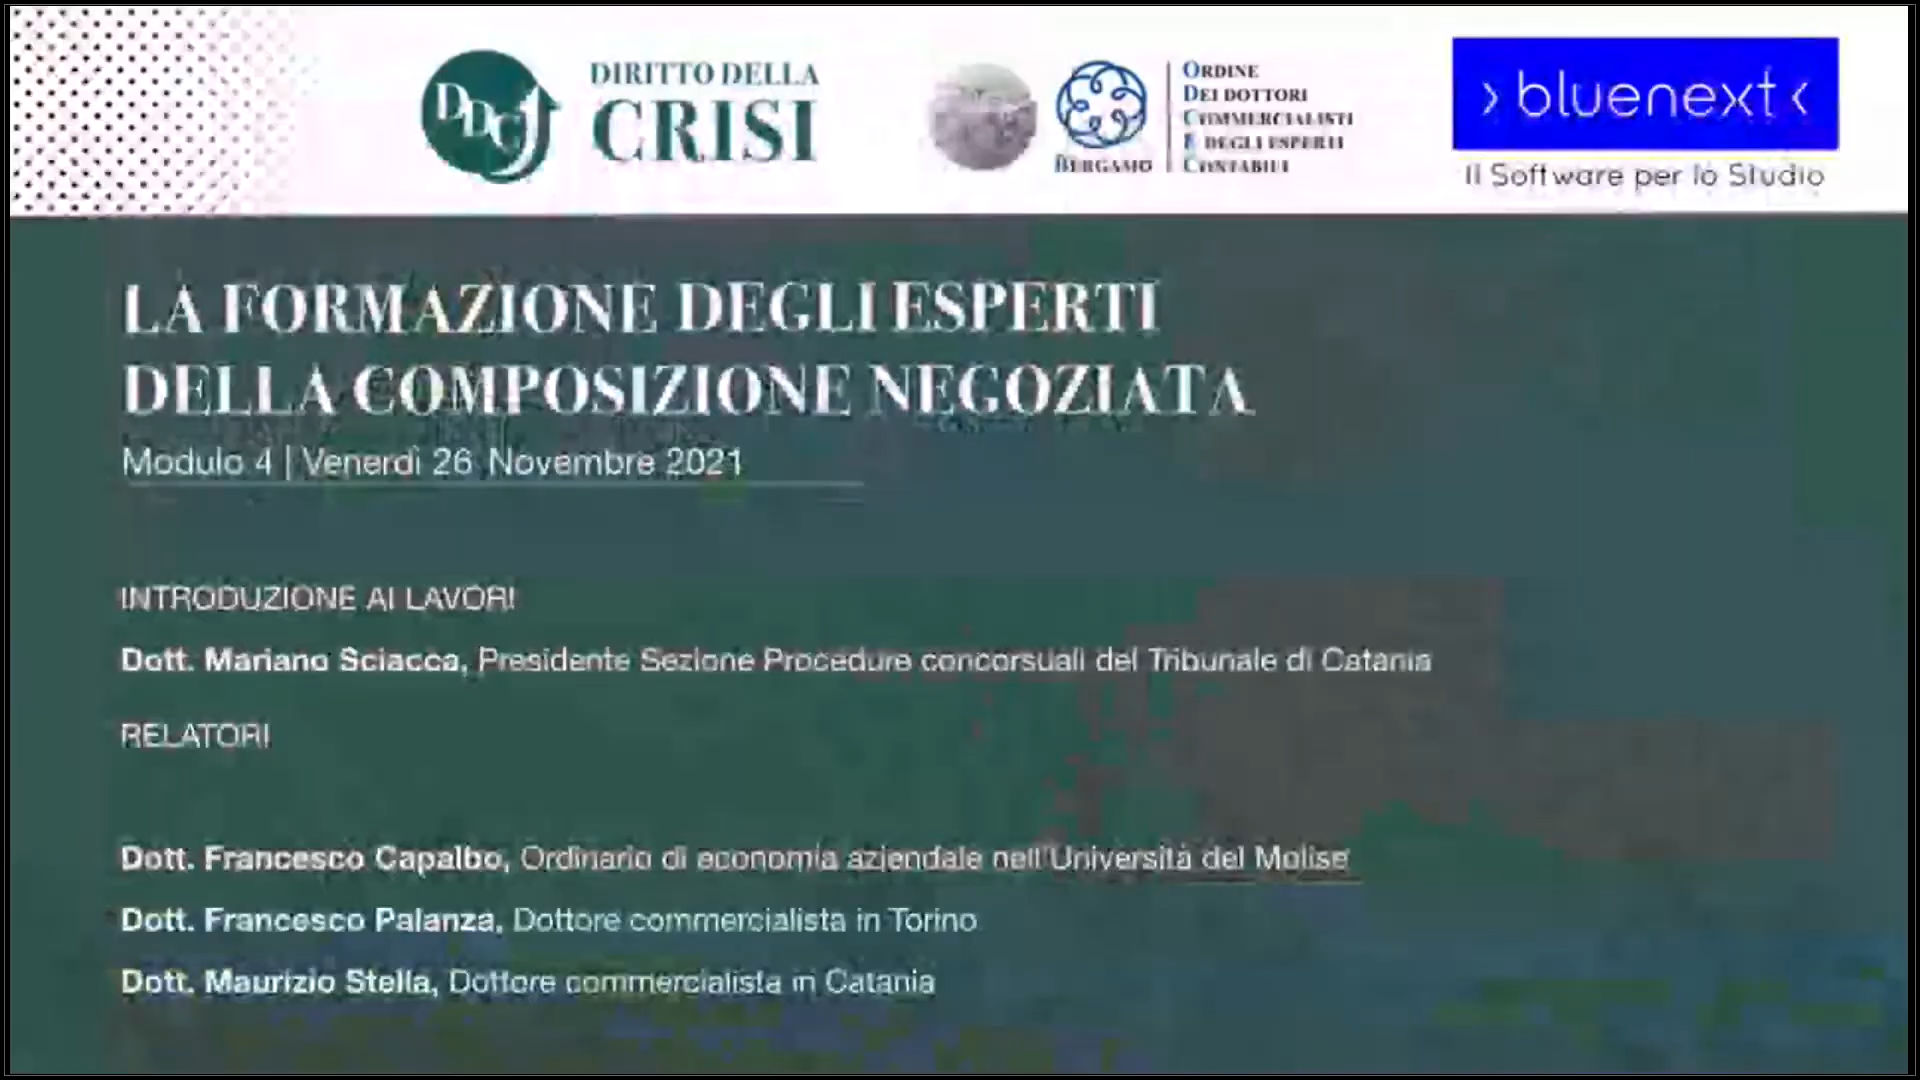 DDC
DIRITTO DELLA
CRISI
BERGAMO
ORDINE
DEI DOTTORI
COMMERCIALISTI
E DEGLI ESPERTI
CONTABILI
› bluenext ‹
Il Software per lo Studio
LA FORMAZIONE DEGLI ESPERTI
DELLA COMPOSIZIONE NEGOZIATA
Modulo 4 | Venerdì 26 Novembre 2021
INTRODUZIONE AI LAVORI
Dott. Mariano Sciacca, Presidente Sezione Procedure concorsuali del Tribunale di Catania
RELATORI
Dott. Francesco Capalbo, Ordinario di economia aziendale nell'Università del Molise
Dott. Francesco Palanza, Dottore commercialista in Torino
Dott. Maurizio Stella, Dottore commercialista in Catania